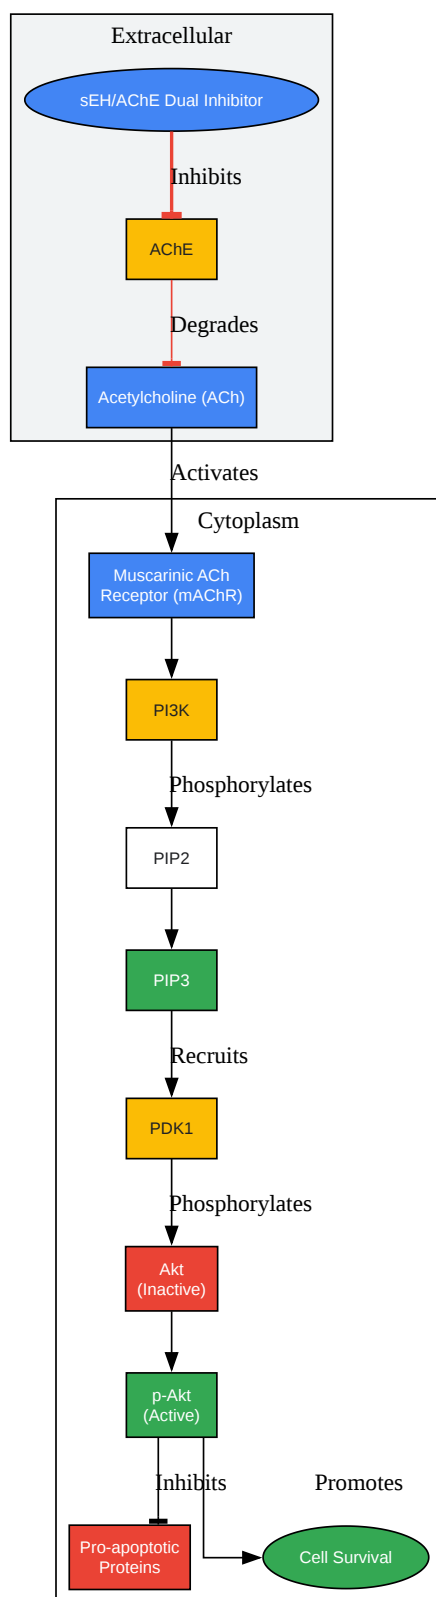 Extracellular
sEH/AChE Dual Inhibitor
Inhibits
AChE
Degrades
Acetylcholine (ACh)
Activates
Cytoplasm
Muscarinic ACh
Receptor (mAChR)
PI3K
Phosphorylates
PIP2
PIP3
Recruits
PDK1
Phosphorylates
Akt
(Inactive)
p-Akt
(Active)
Inhibits
Promotes
Pro-apoptotic
Proteins
Cell Survival